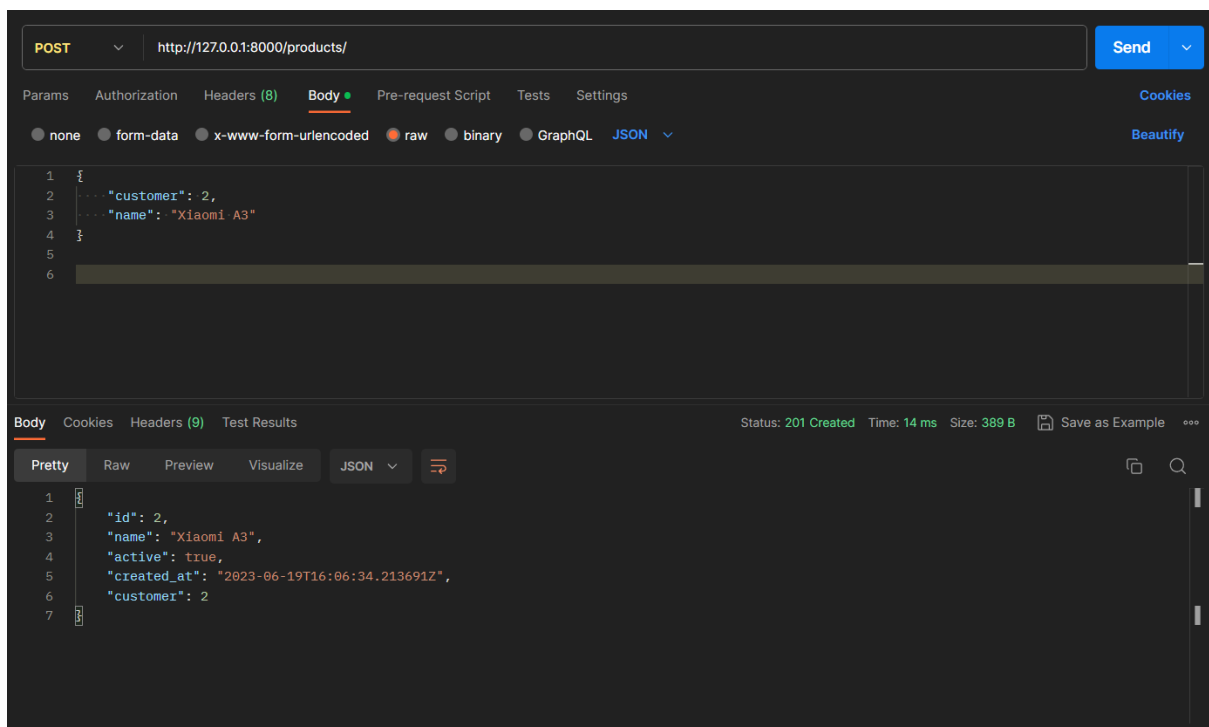 POST http://127.0.0.1:8000/products/ Send
Params Authorization Headers (8) Body Pre-request Script Tests Settings Cookies
none form-data x-www-form-urlencoded raw binary GraphQL JSON Beautify
1 {
2 "customer": 2,
3 "name": "Xiaomi A3"
4 }
5
6
Body Cookies Headers (9) Test Results Status: 201 Created Time: 14 ms Size: 389 B Save as Example
Pretty Raw Preview Visualize JSON
1 {
2 "id": 2,
3 "name": "Xiaomi A3",
4 "active": true,
5 "created_at": "2023-06-19T16:06:34.213691Z",
6 "customer": 2
7 }